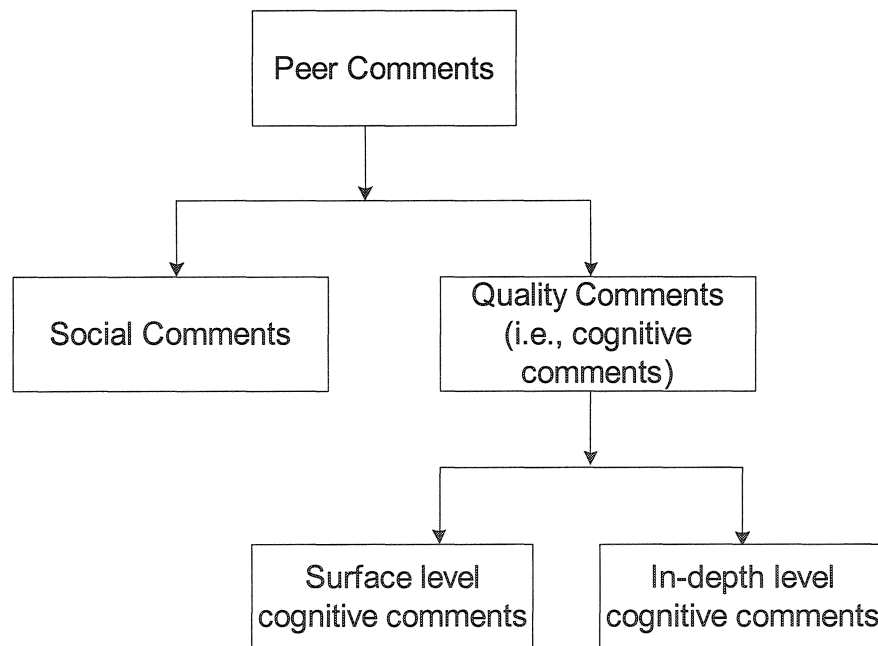 Peer Comments
Social Comments
Quality Comments
(i.e., cognitive
comments)
Surface level
cognitive comments
In-depth level
cognitive comments